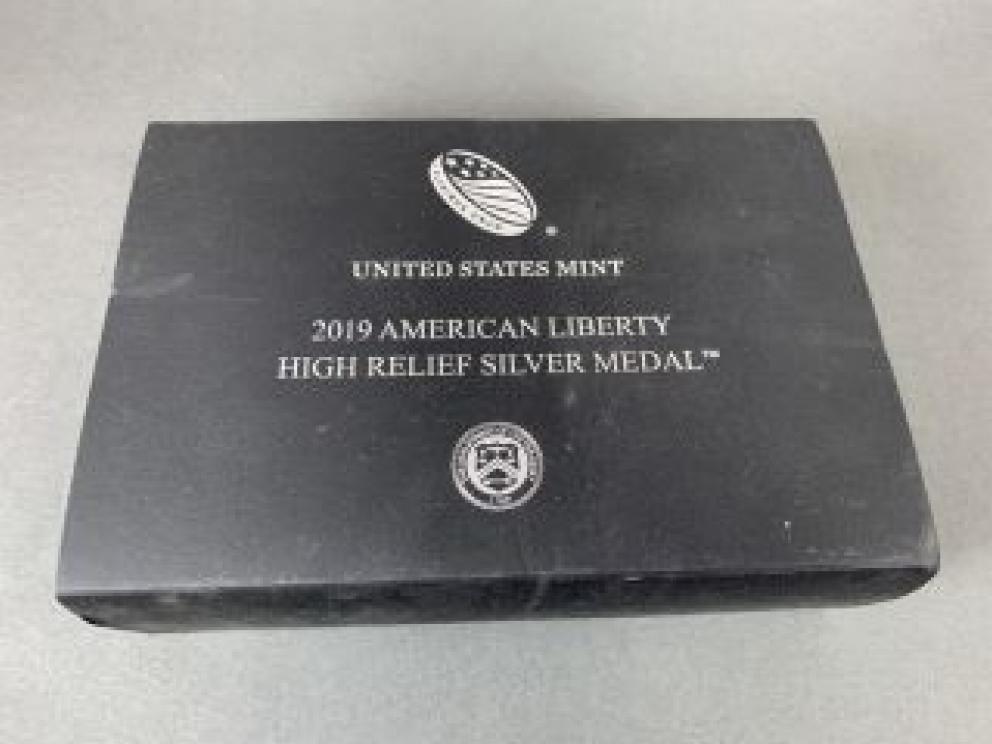 UNITED STATES MINT
2019 AMERICAN LIBERTY
HIGH RELIEF SILVER MEDAL™